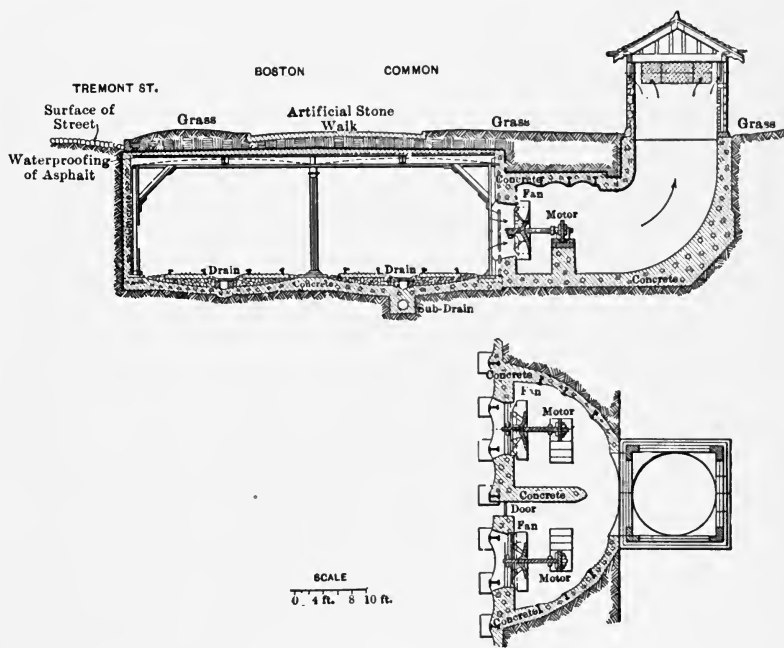 BOSTON COMMON
TREMONT ST.
Surface of
Street
Grass
Artificial Stone
Walk
Grass
Grass
Waterproofing
of Asphalt
Concrete
Concrete
Fan
Motor
Drain
Drain
Concrete
Concrete
Sub-Drain
Concrete
Fan
Motor
Concrete
Door
Fan
Motor
Concrete
SCALE
0 4 ft. 8 10 ft.